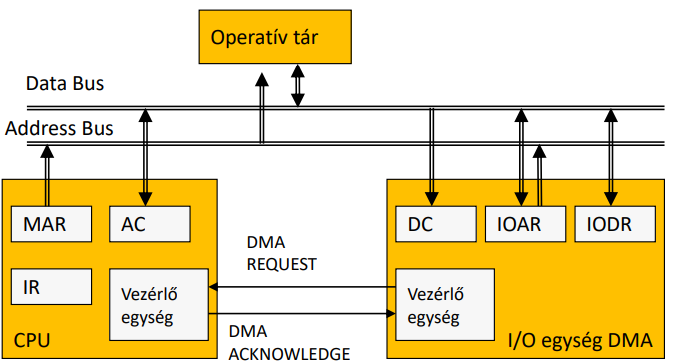 Operatív tár
Data Bus
Address Bus
MAR
AC
DC
IOAR
IODR
DMA
REQUEST
IR
Vezérlő
egység
Vezérlő
egység
CPU
DMA
ACKNOWLEDGE
I/O egység DMA